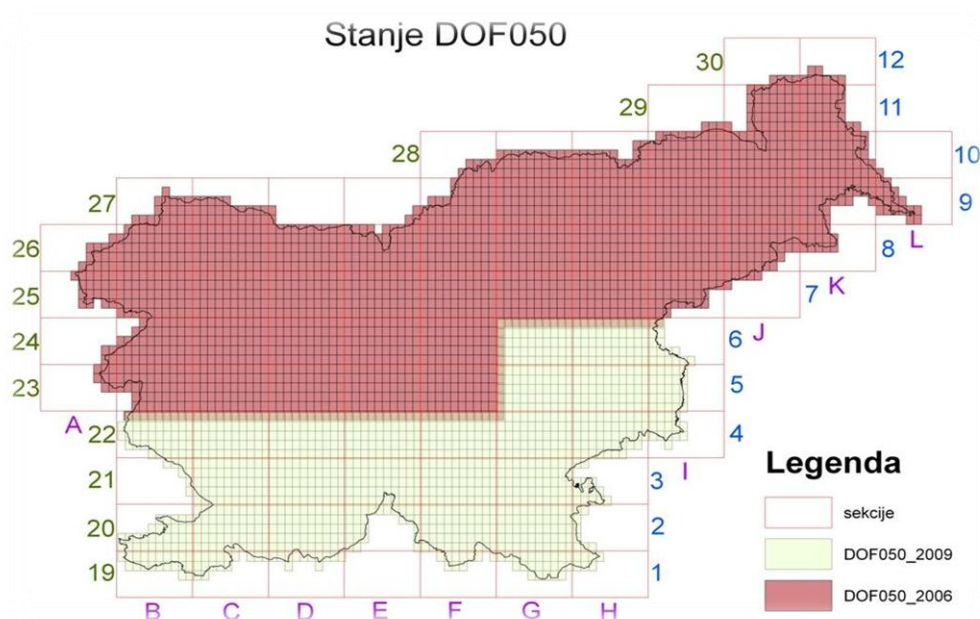 Stanje DOF050
30 12
29 11
28 10
27 9
26 8 L
25 7 K
24 6 J
23 5
A 22 4
21 3 I
20 2
19 1
B C D E F G H
Legenda
sekcije
DOF050_2009
DOF050_2006